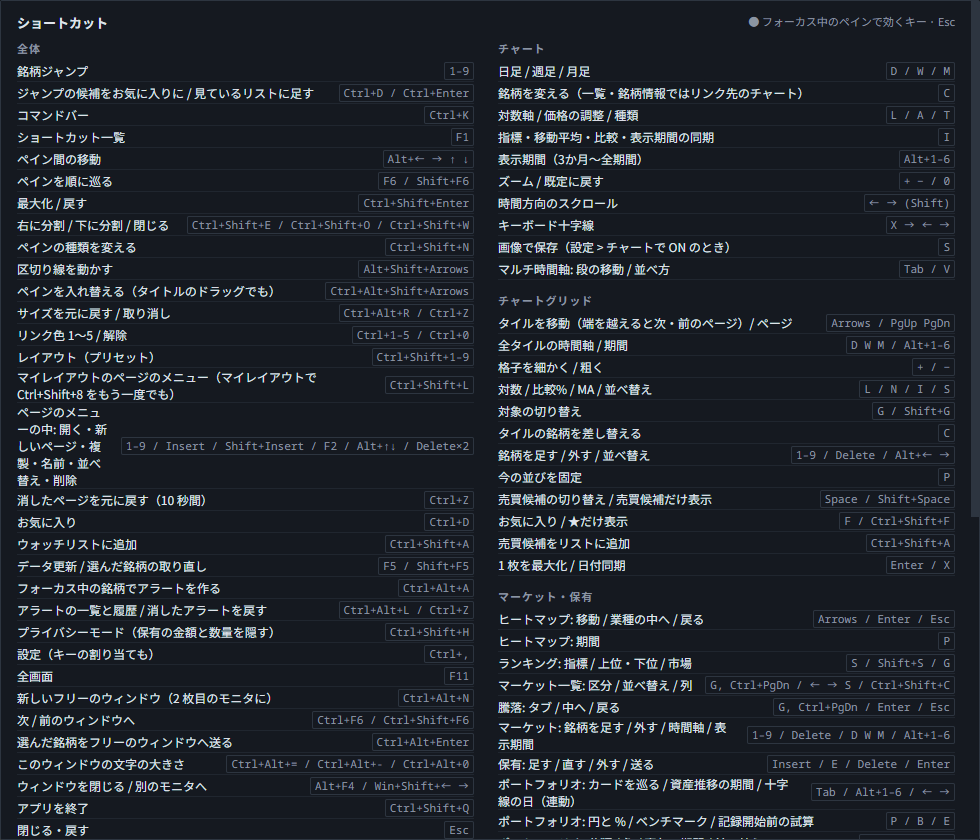 ショートカット
● フォーカス中のペインで効くキー · Esc
全体
銘柄ジャンプ 1-9
ジャンプの候補をお気に入りに / 見ているリストに足す Ctrl+D / Ctrl+Enter
コマンドバー Ctrl+K
ショートカット一覧 F1
ペイン間の移動 Alt+← → ↑ ↓
ペインを順に巡る F6 / Shift+F6
最大化 / 戻す Ctrl+Shift+Enter
右に分割 / 下に分割 / 閉じる Ctrl+Shift+E / Ctrl+Shift+O / Ctrl+Shift+W
ペインの種類を変える Ctrl+Shift+N
区切り線を動かす Alt+Shift+Arrows
ペインを入れ替える（タイトルのドラッグでも） Ctrl+Alt+Shift+Arrows
サイズを元に戻す / 取り消し Ctrl+Alt+R / Ctrl+Z
リンク色 1〜5 / 解除 Ctrl+1-5 / Ctrl+0
レイアウト（プリセット） Ctrl+Shift+1-9
マイレイアウトのページのメニュー（マイレイアウトで
Ctrl+Shift+8 をもう一度でも） Ctrl+Shift+L
ページのメニュ
ーの中: 開く・新
しいページ・複
製・名前・並べ
替え・削除 1-9 / Insert / Shift+Insert / F2 / Alt+↑↓ / Delete×2
消したページを元に戻す（10 秒間） Ctrl+Z
お気に入り Ctrl+D
ウォッチリストに追加 Ctrl+Shift+A
データ更新 / 選んだ銘柄の取り直し F5 / Shift+F5
フォーカス中の銘柄でアラートを作る Ctrl+Alt+A
アラートの一覧と履歴 / 消したアラートを戻す Ctrl+Alt+L / Ctrl+Z
プライバシーモード（保有の金額と数量を隠す） Ctrl+Shift+H
設定（キーの割り当ても） Ctrl+,
全画面 F11
新しいフリーのウィンドウ（2 枚目のモニタに） Ctrl+Alt+N
次 / 前のウィンドウへ Ctrl+F6 / Ctrl+Shift+F6
選んだ銘柄をフリーのウィンドウへ送る Ctrl+Alt+Enter
このウィンドウの文字の大きさ Ctrl+Alt+= / Ctrl+Alt+- / Ctrl+Alt+0
ウィンドウを閉じる / 別のモニタへ Alt+F4 / Win+Shift+← →
アプリを終了 Ctrl+Shift+Q
閉じる・戻す Esc
チャート
日足 / 週足 / 月足 D / W / M
銘柄を変える（一覧・銘柄情報ではリンク先のチャート） C
対数軸 / 価格の調整 / 種類 L / A / T
指標・移動平均・比較・表示期間の同期 I
表示期間（3か月〜全期間） Alt+1-6
ズーム / 既定に戻す + − / 0
時間方向のスクロール ← → (Shift)
キーボード十字線 X → ← →
画像で保存（設定 > チャートで ON のとき） S
マルチ時間軸: 段の移動 / 並べ方 Tab / V
チャートグリッド
タイルを移動（端を越えると次・前のページ）/ ページ Arrows / PgUp PgDn
全タイルの時間軸 / 期間 D W M / Alt+1-6
格子を細かく / 粗く + / −
対数 / 比較% / MA / 並べ替え L / N / I / S
対象の切り替え G / Shift+G
タイルの銘柄を差し替える C
銘柄を足す / 外す / 並べ替え 1-9 / Delete / Alt+← →
今の並びを固定 P
売買候補の切り替え / 売買候補だけ表示 Space / Shift+Space
お気に入り / ★だけ表示 F / Ctrl+Shift+F
売買候補をリストに追加 Ctrl+Shift+A
1 枚を最大化 / 日付同期 Enter / X
マーケット・保有
ヒートマップ: 移動 / 業種の中へ / 戻る Arrows / Enter / Esc
ヒートマップ: 期間 P
ランキング: 指標 / 上位・下位 / 市場 S / Shift+S / G
マーケット一覧: 区分 / 並べ替え / 列 G, Ctrl+PgDn / ← → S / Ctrl+Shift+C
騰落: タブ / 中へ / 戻る G, Ctrl+PgDn / Enter / Esc
マーケット: 銘柄を足す / 外す / 時間軸 / 表
示期間 1-9 / Delete / D W M / Alt+1-6
保有: 足す / 直す / 外す / 送る Insert / E / Delete / Enter
ポートフォリオ: カードを巡る / 資産推移の期間 / 十字
線の日（連動） Tab / Alt+1-6 / ← →
ポートフォリオ: 円と % / ベンチマーク / 記録開始前の試算 P / B / E